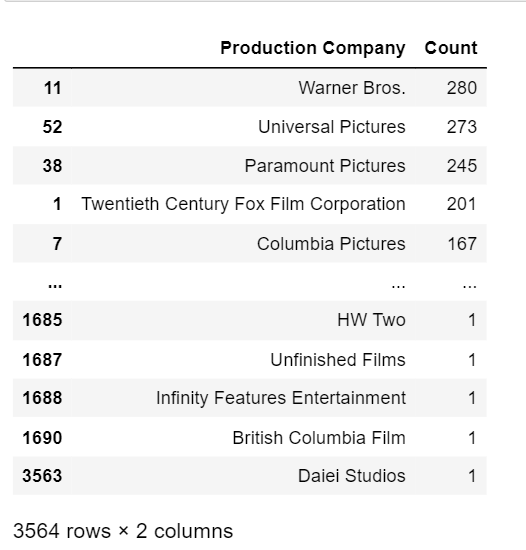 Production Company Count
11 Warner Bros. 280
52 Universal Pictures 273
38 Paramount Pictures 245
1 Twentieth Century Fox Film Corporation 201
7 Columbia Pictures 167
... ... ...
1685 HW Two 1
1687 Unfinished Films 1
1688 Infinity Features Entertainment 1
1690 British Columbia Film 1
3563 Daiei Studios 1
3564 rows × 2 columns